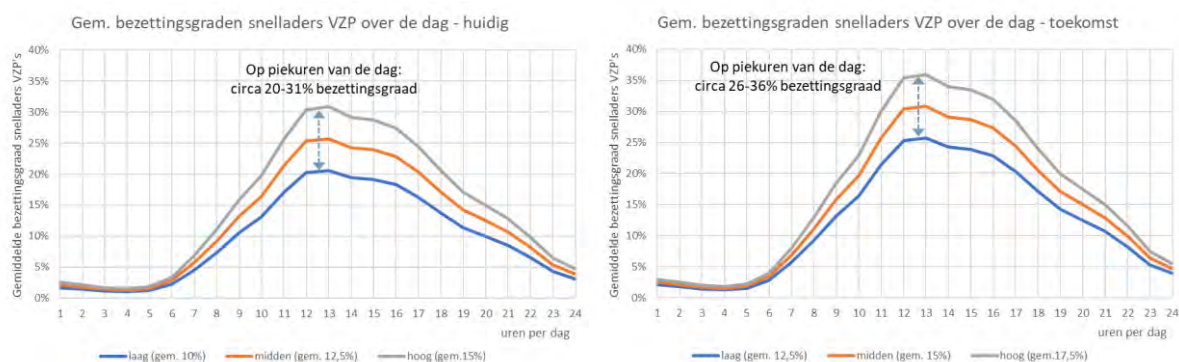 Gem. bezettingsgraden snelladers VZP over de dag - huidig
Gemiddelde bezettingsgraad snelladers VZP's
40%
35%
30%
25%
20%
15%
10%
5%
0%
Op piekuren van de dag:
circa 20-31% bezettingsgraad
1 2 3 4 5 6 7 8 9 10 11 12 13 14 15 16 17 18 19 20 21 22 23 24
uren per dag
laag (gem. 10%) midden (gem. 12,5%) hoog (gem.15%)
Gem. bezettingsgraden snelladers VZP over de dag - toekomst
Gemiddelde bezettingsgraad snelladers VZP's
40%
35%
30%
25%
20%
15%
10%
5%
0%
Op piekuren van de dag:
circa 26-36% bezettingsgraad
1 2 3 4 5 6 7 8 9 10 11 12 13 14 15 16 17 18 19 20 21 22 23 24
uren per dag
laag (gem. 12,5%) midden (gem. 15%) hoog (gem.17,5%)